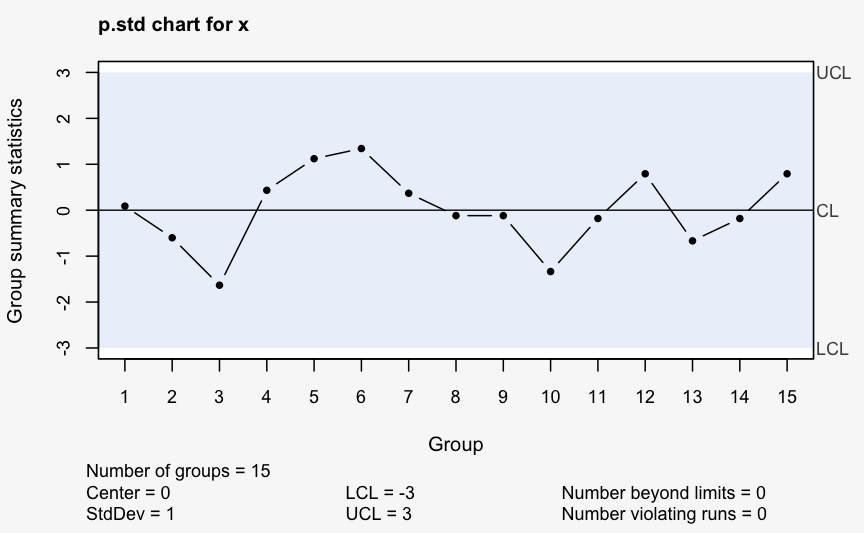 p.std chart for x
UCL
CL
LCL
Group summary statistics
3
2
1
0
-1
-2
-3
1 2 3 4 5 6 7 8 9 10 11 12 13 14 15
Group
Number of groups = 15
Center = 0 LCL = -3 Number beyond limits = 0
StdDev = 1 UCL = 3 Number violating runs = 0